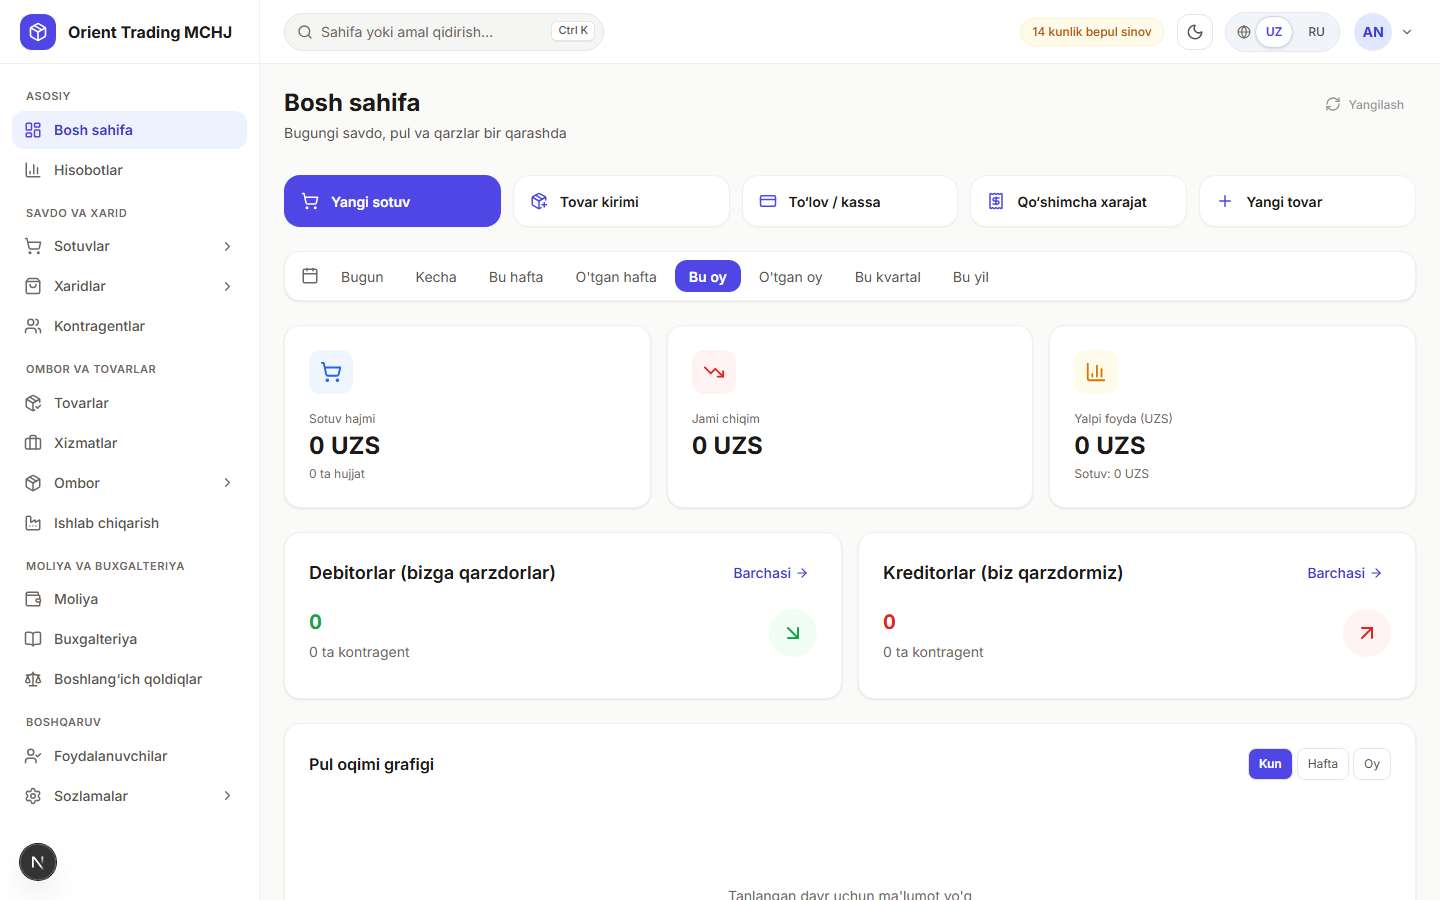 Orient Trading MCHJ
Sahifa yoki amal qidirish...
Ctrl K
14 kunlik bepul sinov
UZ
RU
AN
ASOSIY
Bosh sahifa
Hisobotlar
SAVDO VA XARID
Sotuvlar
Xaridlar
Kontragentlar
OMBOR VA TOVARLAR
Tovarlar
Xizmatlar
Ombor
Ishlab chiqarish
MOLIYA VA BUXGALTERIYA
Moliya
Buxgalteriya
Boshlang‘ich qoldiqlar
BOSHQARUV
Foydalanuvchilar
Sozlamalar
N
Bosh sahifa
Bugungi savdo, pul va qarzlar bir qarashda
Yangilash
Yangi sotuv
Tovar kirimi
To‘lov / kassa
Qo‘shimcha xarajat
Yangi tovar
Bugun
Kecha
Bu hafta
O'tgan hafta
Bu oy
O'tgan oy
Bu kvartal
Bu yil
Sotuv hajmi
0 UZS
0 ta hujjat
Jami chiqim
0 UZS
Yalpi foyda (UZS)
0 UZS
Sotuv: 0 UZS
Debitorlar (bizga qarzdorlar)
Barchasi
0
0 ta kontragent
Kreditorlar (biz qarzdormiz)
Barchasi
0
0 ta kontragent
Pul oqimi grafigi
Kun
Hafta
Oy
Tanlangan davr uchun ma'lumot yo'q